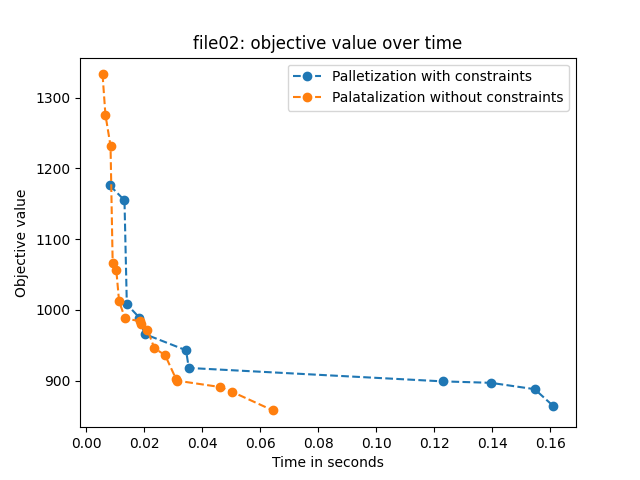 file02: objective value over time
Palletization with constraints
Palatalization without constraints
1300
1200
1100
1000
900
Objective value
0.00 0.02 0.04 0.06 0.08 0.10 0.12 0.14 0.16
Time in seconds